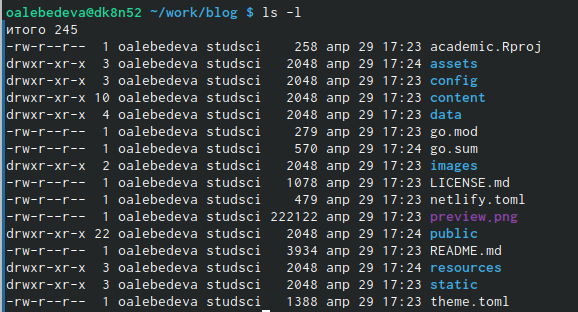 oalebedeva@dk8n52 ~/work/blog $ ls -l
итого 245
-rw-r--r--  1 oalebedeva studsci    258 апр 29 17:23 academic.Rproj
drwxr-xr-x  3 oalebedeva studsci   2048 апр 29 17:24 assets
drwxr-xr-x  3 oalebedeva studsci   2048 апр 29 17:23 config
drwxr-xr-x 10 oalebedeva studsci   2048 апр 29 17:23 content
drwxr-xr-x  4 oalebedeva studsci   2048 апр 29 17:23 data
-rw-r--r--  1 oalebedeva studsci    279 апр 29 17:23 go.mod
-rw-r--r--  1 oalebedeva studsci    570 апр 29 17:24 go.sum
drwxr-xr-x  2 oalebedeva studsci   2048 апр 29 17:23 images
-rw-r--r--  1 oalebedeva studsci   1078 апр 29 17:23 LICENSE.md
-rw-r--r--  1 oalebedeva studsci    479 апр 29 17:23 netlify.toml
-rw-r--r--  1 oalebedeva studsci 222122 апр 29 17:23 preview.png
drwxr-xr-x 22 oalebedeva studsci   2048 апр 29 17:24 public
-rw-r--r--  1 oalebedeva studsci   3934 апр 29 17:23 README.md
drwxr-xr-x  3 oalebedeva studsci   2048 апр 29 17:24 resources
drwxr-xr-x  3 oalebedeva studsci   2048 апр 29 17:23 static
-rw-r--r--  1 oalebedeva studsci   1388 апр 29 17:23 theme.toml